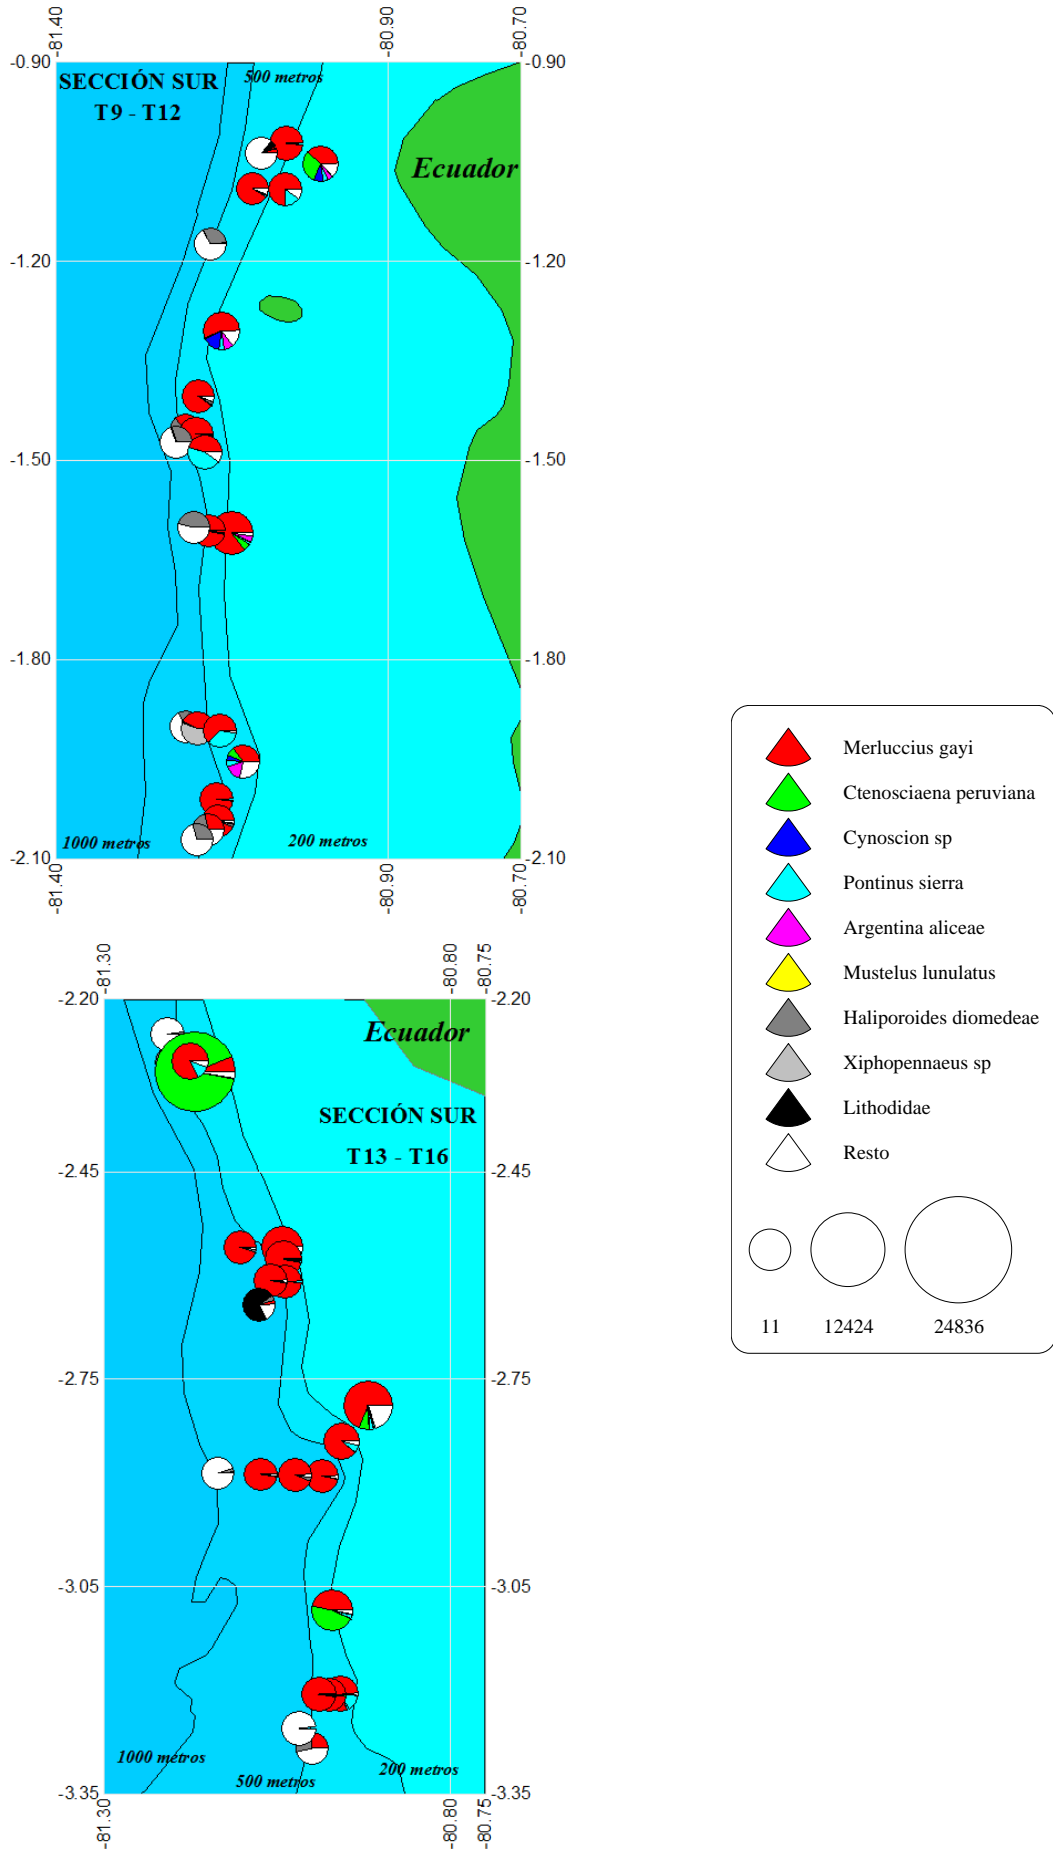 -81.40
-80.90
-80.70
-0.90
-0.90
SECCIÓN SUR
T9 - T12
500 metros
Ecuador
-1.20
-1.20
-1.50
-1.50
-1.80
-1.80
1000 metros
200 metros
-2.10
-2.10
-81.40
-80.90
-80.70
-81.30
-80.80
-80.75
-2.20
-2.20
Ecuador
SECCIÓN SUR
T13 - T16
-2.45
-2.45
-2.75
-2.75
-3.05
-3.05
1000 metros
500 metros
200 metros
-3.35
-3.35
-81.30
-80.80
-80.75
Merluccius gayi
Ctenosciaena peruviana
Cynoscion sp
Pontinus sierra
Argentina aliceae
Mustelus lunulatus
Haliporoides diomedeae
Xiphopennaeus sp
Lithodidae
Resto
11
12424
24836